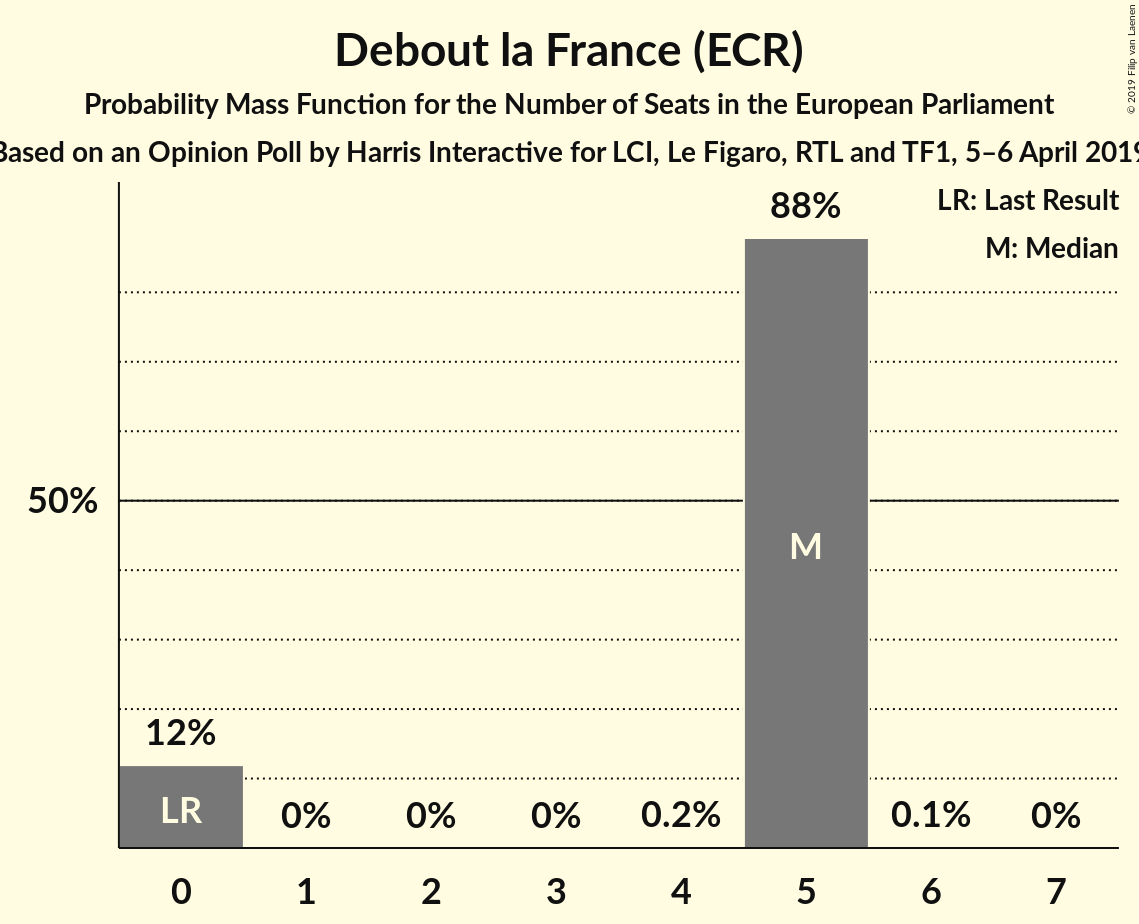 Debout la France (ECR)
Probability Mass Function for the Number of Seats in the European Parliament
Based on an Opinion Poll by Harris Interactive for LCI, Le Figaro, RTL and TF1, 5–6 April 2019
© 2019 Filip van Laenen
LR: Last Result
M: Median
88%
50%
M
12%
LR
0%
0%
0%
0.2%
0.1%
0%
0 1 2 3 4 5 6 7